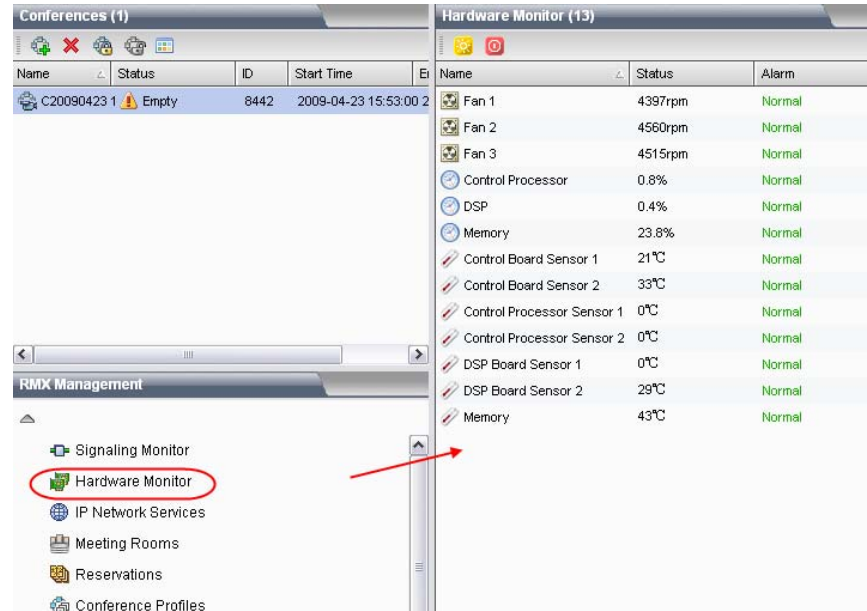 Conferences (1)
Name Status ID Start Time
C20090423 1 Empty 8442 2009-04-23 15:53:00 2
RMX Management
Signaling Monitor
Hardware Monitor
IP Network Services
Meeting Rooms
Reservations
Conference Profiles
Hardware Monitor (13)
Name Status Alarm
Fan 1 4397rpm Normal
Fan 2 4560rpm Normal
Fan 3 4515rpm Normal
Control Processor 0.8% Normal
DSP 0.4% Normal
Memory 23.8% Normal
Control Board Sensor 1 21℃ Normal
Control Board Sensor 2 33℃ Normal
Control Processor Sensor 1 0℃ Normal
Control Processor Sensor 2 0℃ Normal
DSP Board Sensor 1 0℃ Normal
DSP Board Sensor 2 29℃ Normal
Memory 43℃ Normal